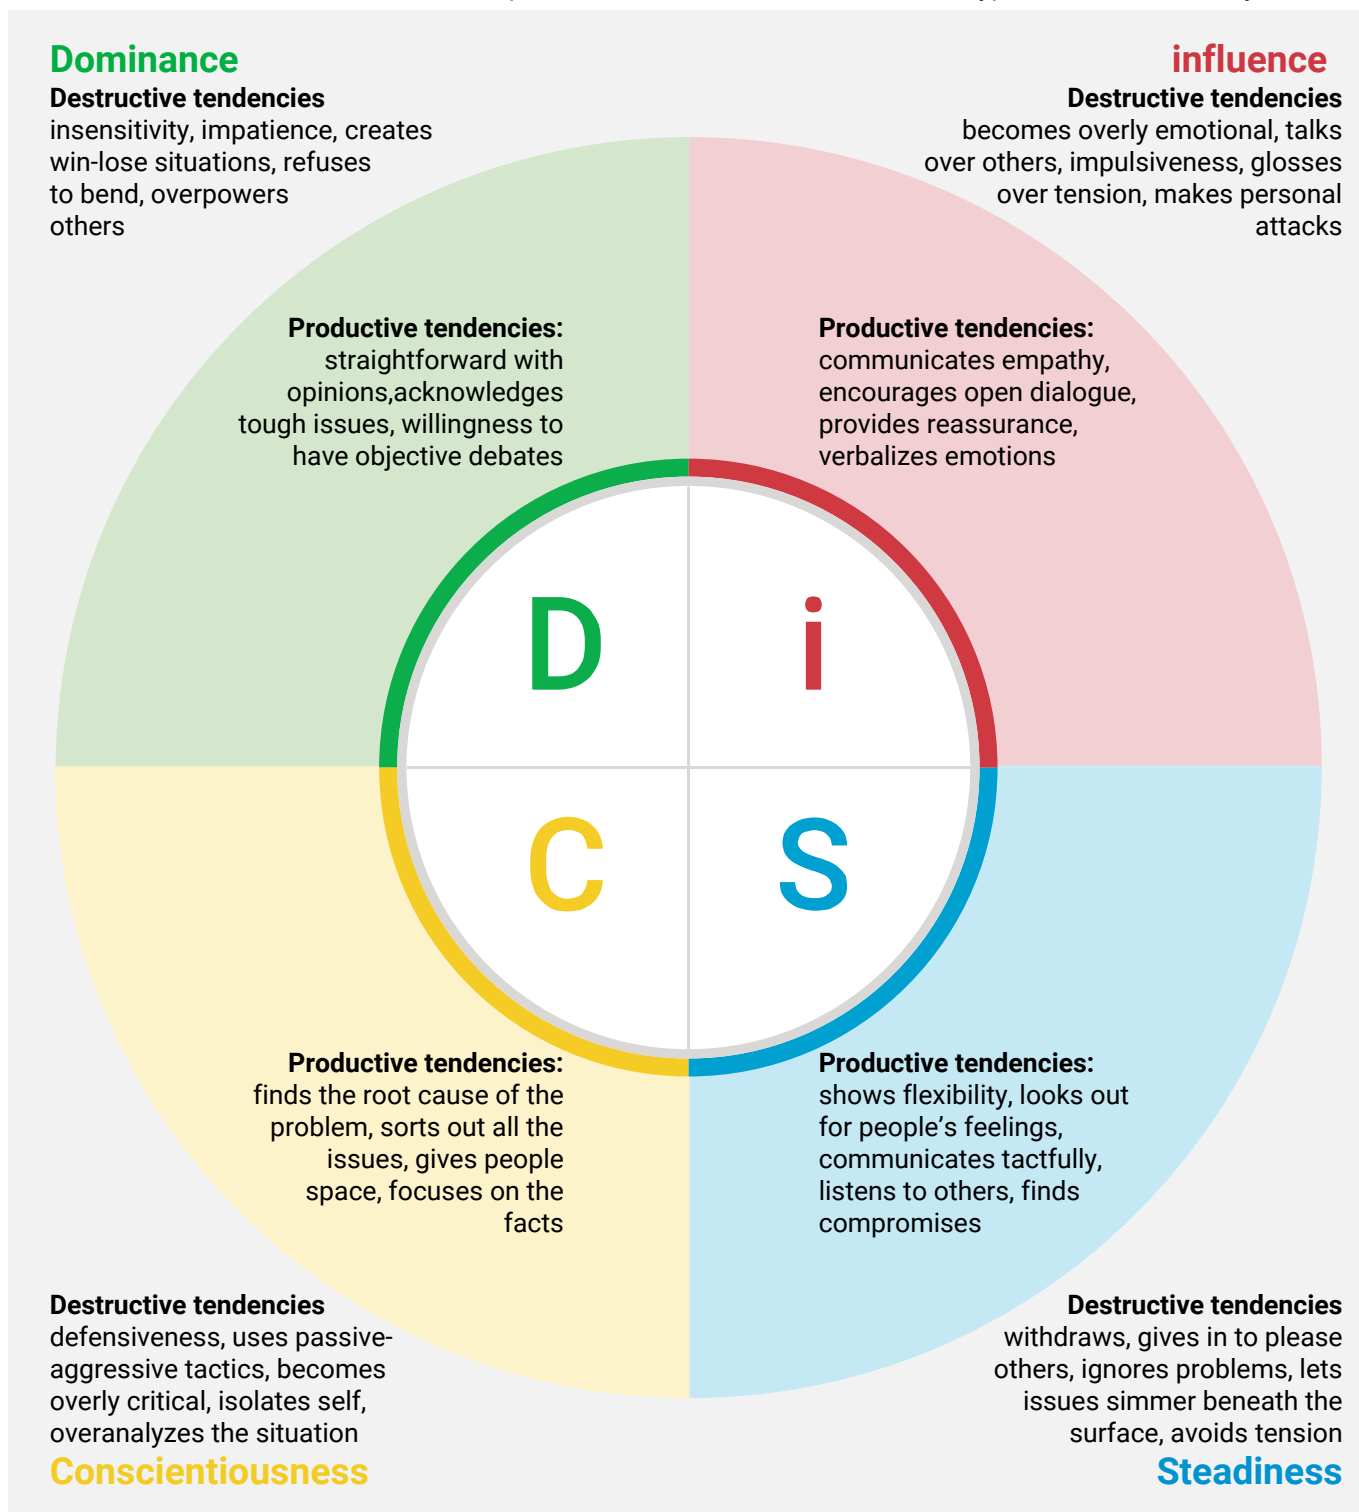 Dominance
Destructive tendencies
insensitivity, impatience, creates
win-lose situations, refuses
to bend, overpowers
others
influence
Destructive tendencies
becomes overly emotional, talks
over others, impulsiveness, glosses
over tension, makes personal
attacks
Productive tendencies:
straightforward with
opinions,acknowledges
tough issues, willingness to
have objective debates
Productive tendencies:
communicates empathy,
encourages open dialogue,
provides reassurance,
verbalizes emotions
D
i
C
S
Productive tendencies:
finds the root cause of the
problem, sorts out all the
issues, gives people
space, focuses on the
facts
Productive tendencies:
shows flexibility, looks out
for people’s feelings,
communicates tactfully,
listens to others, finds
compromises
Destructive tendencies
defensiveness, uses passive-
aggressive tactics, becomes
overly critical, isolates self,
overanalyzes the situation
Conscientiousness
Destructive tendencies
withdraws, gives in to please
others, ignores problems, lets
issues simmer beneath the
surface, avoids tension
Steadiness